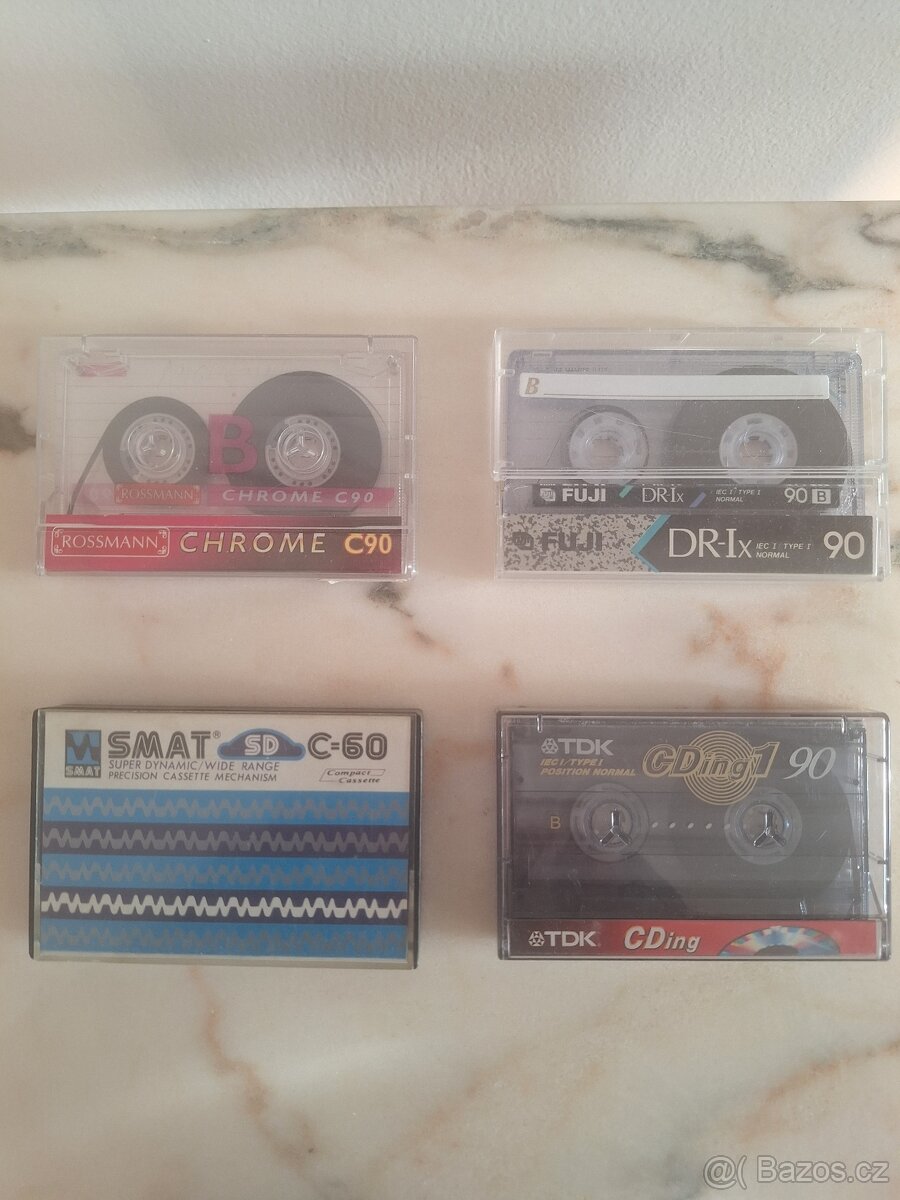 B
ROSSMANN CHROME C90
ROSSMANN CHROME C90
B
FUJI DR-Ix IEC I / TYPE I NORMAL 90 B
FUJI DR-Ix IEC I / TYPE I NORMAL 90
SMAT SMAT® SD C-60
SUPER DYNAMIC/WIDE RANGE
PRECISION CASSETTE MECHANISM
Compact Cassette
TDK CDing1 90
IEC I / TYPE I
POSITION NORMAL
B
TDK CDing
@( Bazos.cz